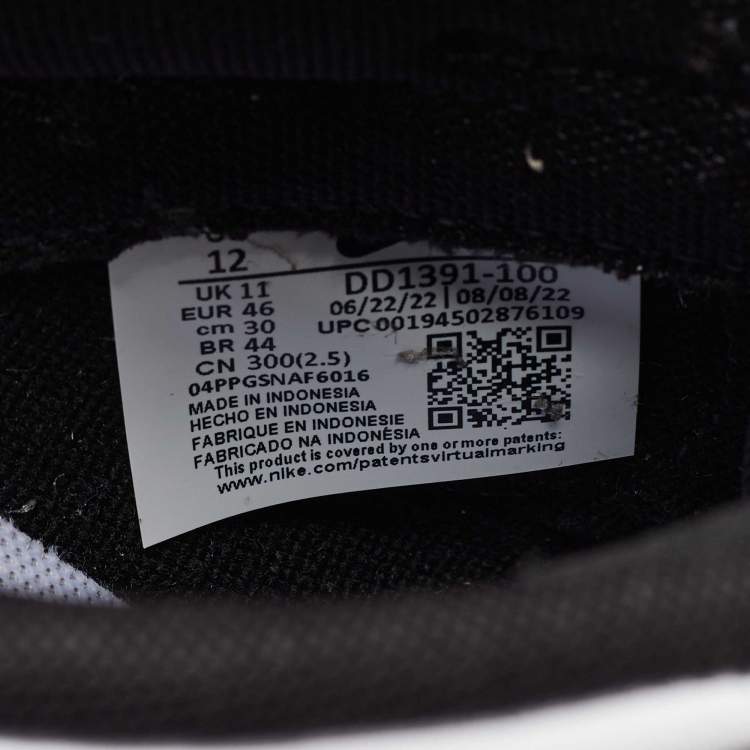 12
UK 11
EUR 46
cm 30
BR 44
CN 300(2.5)
04PPGSNAF6016
MADE IN INDONESIA
HECHO EN INDONESIA
FABRIQUE EN INDONESIE
FABRICADO NA INDONÉSIA
DD1391-100
06/22/22 | 08/08/22
UPC 00194502876109
This product is covered by one or more patents:
www.nike.com/patentsvirtualmarking